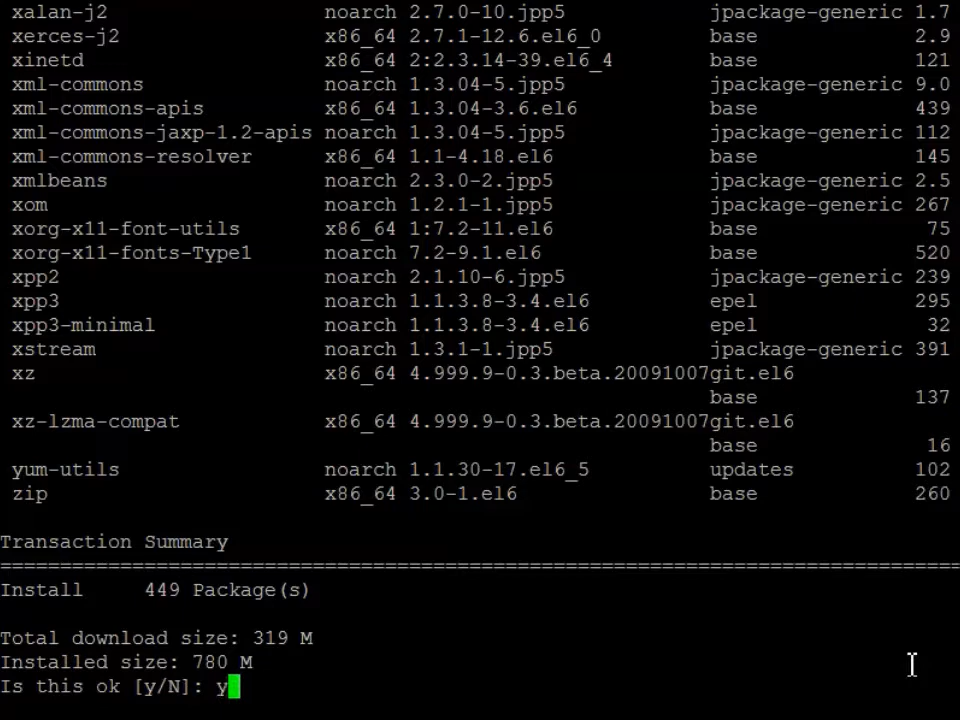 xalan-j2 noarch 2.7.0-10.jpp5 jpackage-generic 1.7
xerces-j2 x86_64 2.7.1-12.6.el6_0 base 2.9
xinetd x86_64 2:2.3.14-39.el6_4 base 121
xml-commons noarch 1.3.04-5.jpp5 jpackage-generic 9.0
xml-commons-apis x86_64 1.3.04-3.6.el6 base 439
xml-commons-jaxp-1.2-apis noarch 1.3.04-5.jpp5 jpackage-generic 112
xml-commons-resolver x86_64 1.1-4.18.el6 base 145
xmlbeans noarch 2.3.0-2.jpp5 jpackage-generic 2.5
xom noarch 1.2.1-1.jpp5 jpackage-generic 267
xorg-x11-font-utils x86_64 1:7.2-11.el6 base 75
xorg-x11-fonts-Type1 noarch 7.2-9.1.el6 base 520
xpp2 noarch 2.1.10-6.jpp5 jpackage-generic 239
xpp3 noarch 1.1.3.8-3.4.el6 epel 295
xpp3-minimal noarch 1.1.3.8-3.4.el6 epel 32
xstream noarch 1.3.1-1.jpp5 jpackage-generic 391
xz x86_64 4.999.9-0.3.beta.20091007git.el6
base 137
xz-lzma-compat x86_64 4.999.9-0.3.beta.20091007git.el6
base 16
yum-utils noarch 1.1.30-17.el6_5 updates 102
zip x86_64 3.0-1.el6 base 260
Transaction Summary
================================================================================
Install 449 Package(s)
Total download size: 319 M
Installed size: 780 M
Is this ok [y/N]: y